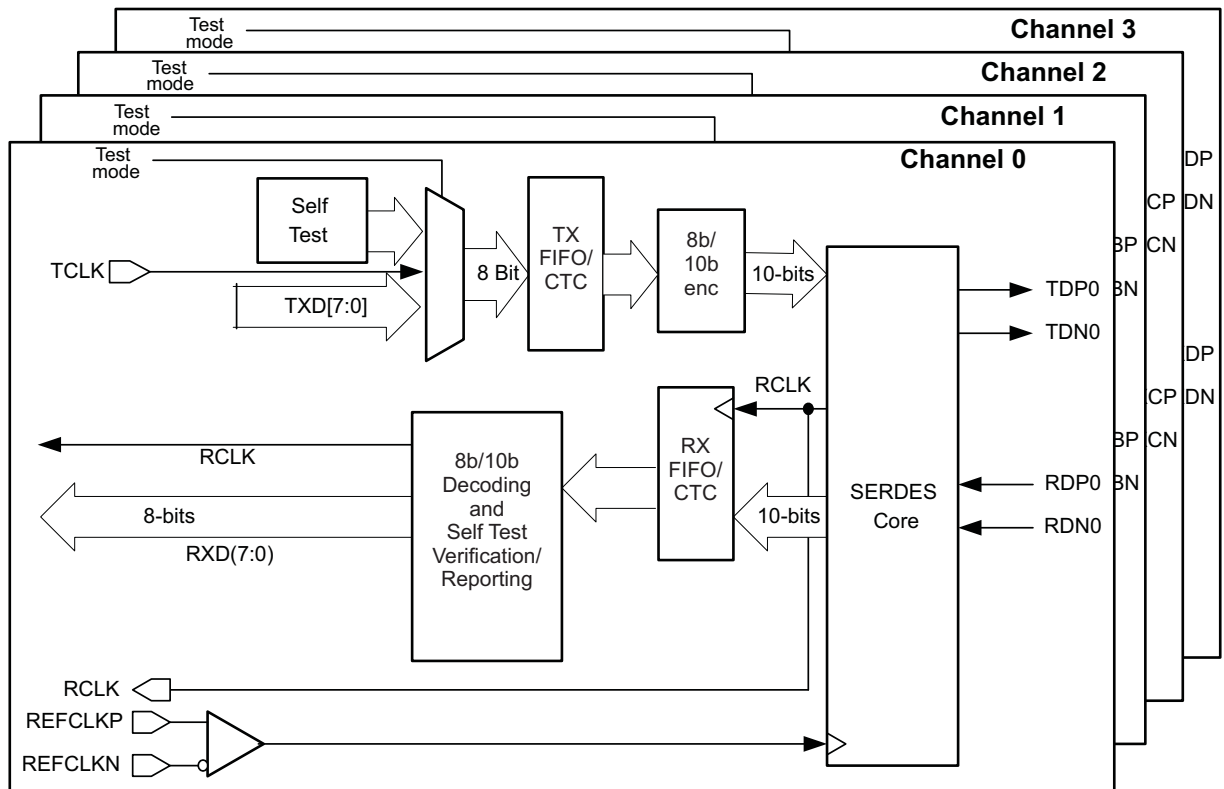 Test
mode
Channel 3
Test
mode
Channel 2
Test
mode
Channel 1
Test
mode
Channel 0
DP
CP DN
BP CN
BN
Self
Test
TX
FIFO/
CTC
8b/
10b
enc
TCLK
8 Bit
10-bits
TXD[7:0]
TDP0
TDN0
DP
CP DN
BP CN
BN
RCLK
RX
FIFO/
CTC
RCLK
8b/10b
Decoding
and
Self Test
Verification/
Reporting
8-bits
10-bits
RXD(7:0)
SERDES
Core
RDP0
RDN0
RCLK
REFCLKP
REFCLKN